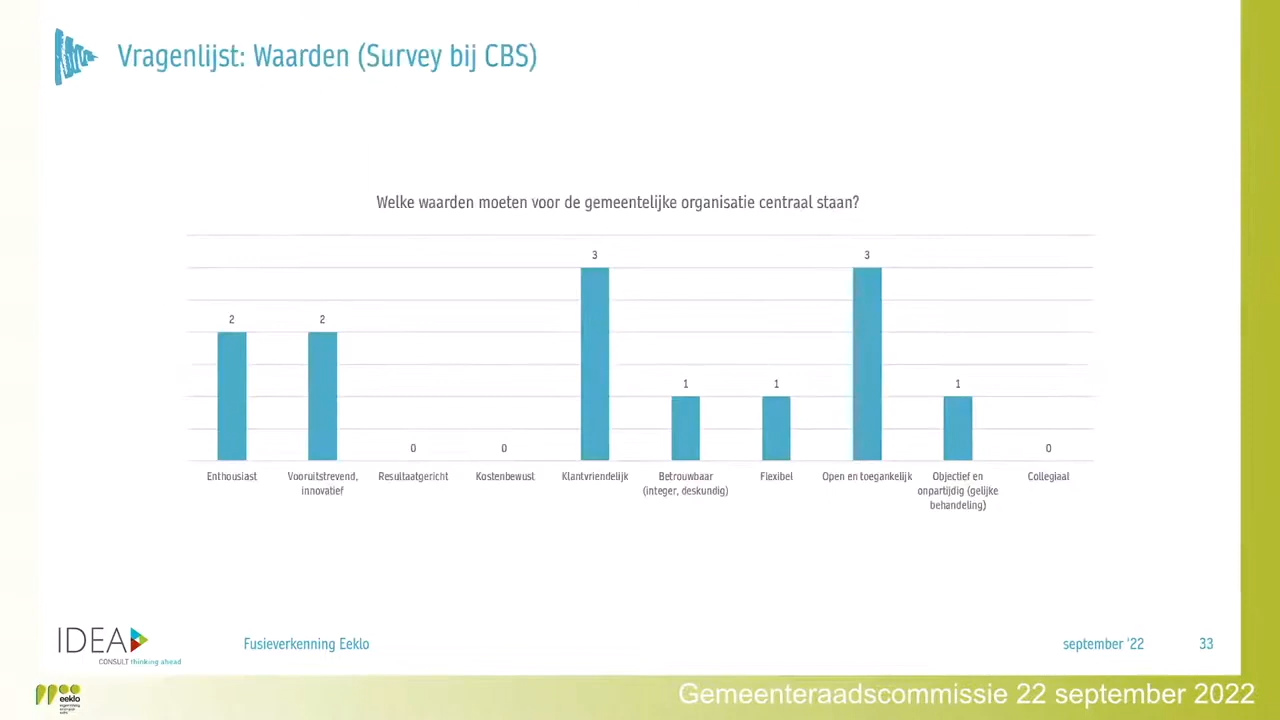 Vragenlijst: Waarden (Survey bij CBS)
Welke waarden moeten voor de gemeentelijke organisatie centraal staan?
2
2
0
0
3
1
1
3
1
0
Enthousiast
Vooruitstrevend,
innovatief
Resultaatgericht
Kostenbewust
Klantvriendelijk
Betrouwbaar
(integer, deskundig)
Flexibel
Open en toegankelijk
Objectief en
onpartijdig (gelijke
behandeling)
Collegiaal
IDEA
CONSULT thinking ahead
Fusieverkenning Eeklo
september '22
33
eeklo
Gemeenteraadscommissie 22 september 2022